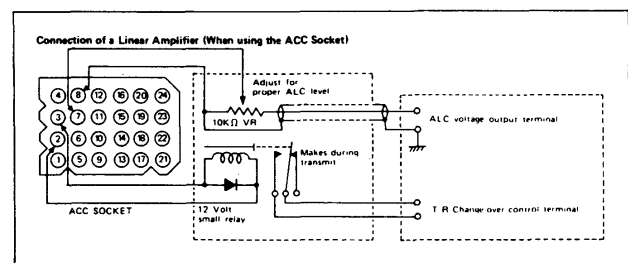 Connection of a Linear Amplifier (When using the ACC Socket)
4 8 12 16 20 24
3 7 11 15 19 23
2 6 10 14 18 22
1 5 9 13 17 21
ACC SOCKET
Adjust for
proper ALC level
10KΩ VR
Makes during
transmit
12 Volt
small relay
ALC voltage output terminal
T R Change-over control terminal